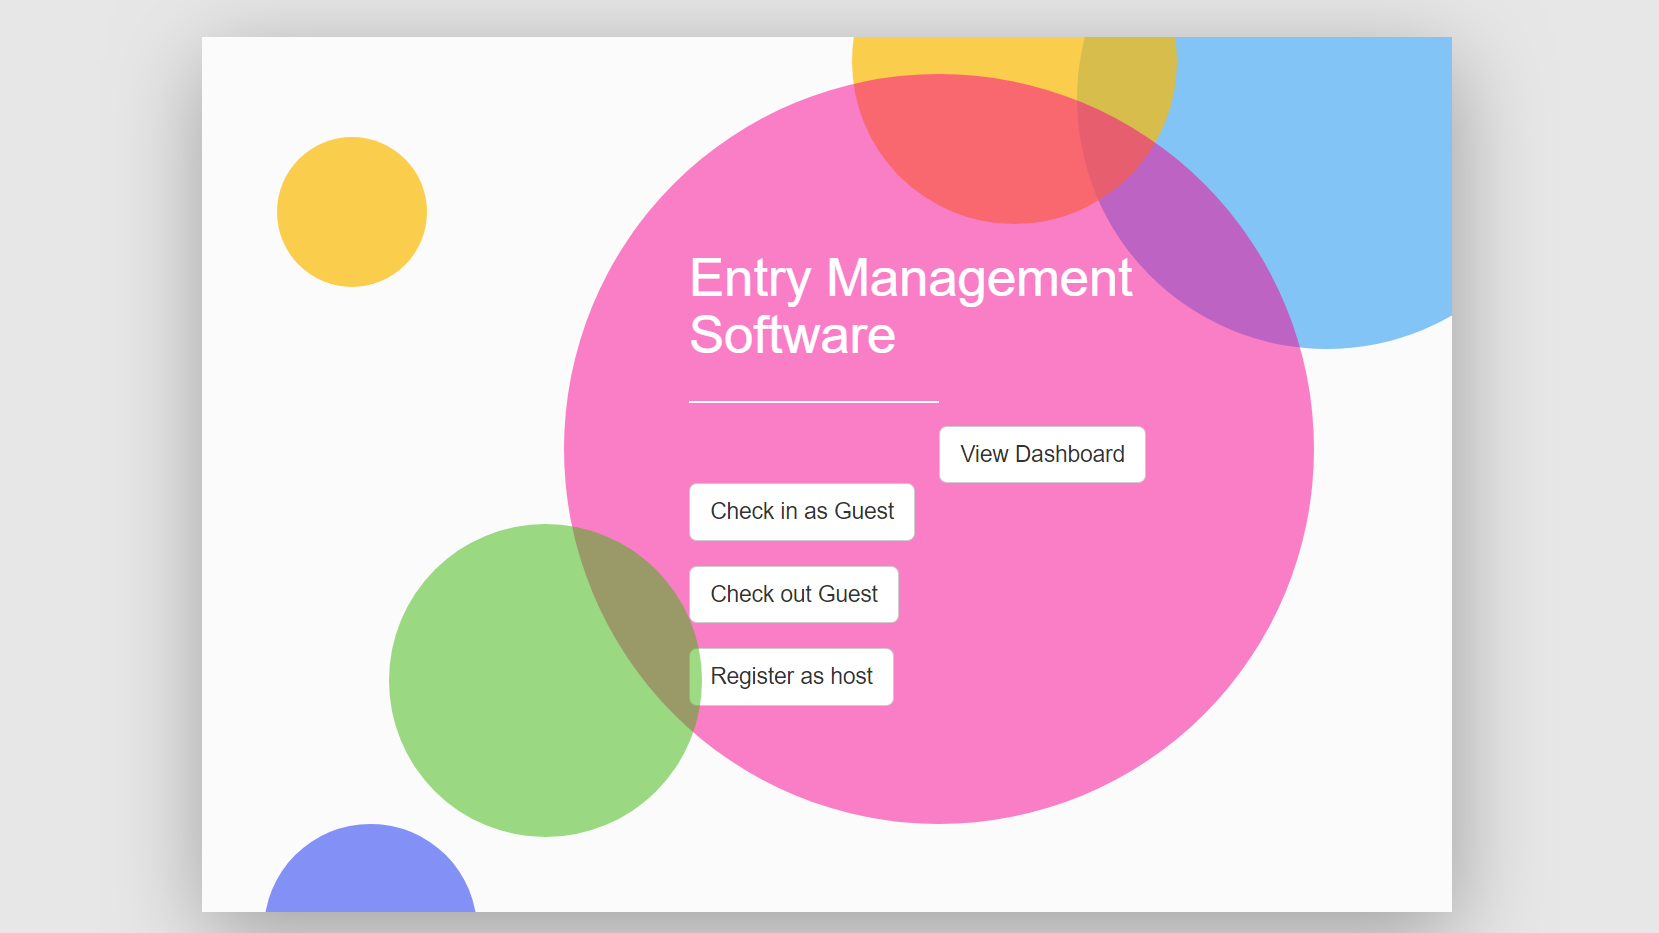 Entry Management
Software
View Dashboard
Check in as Guest
Check out Guest
Register as host